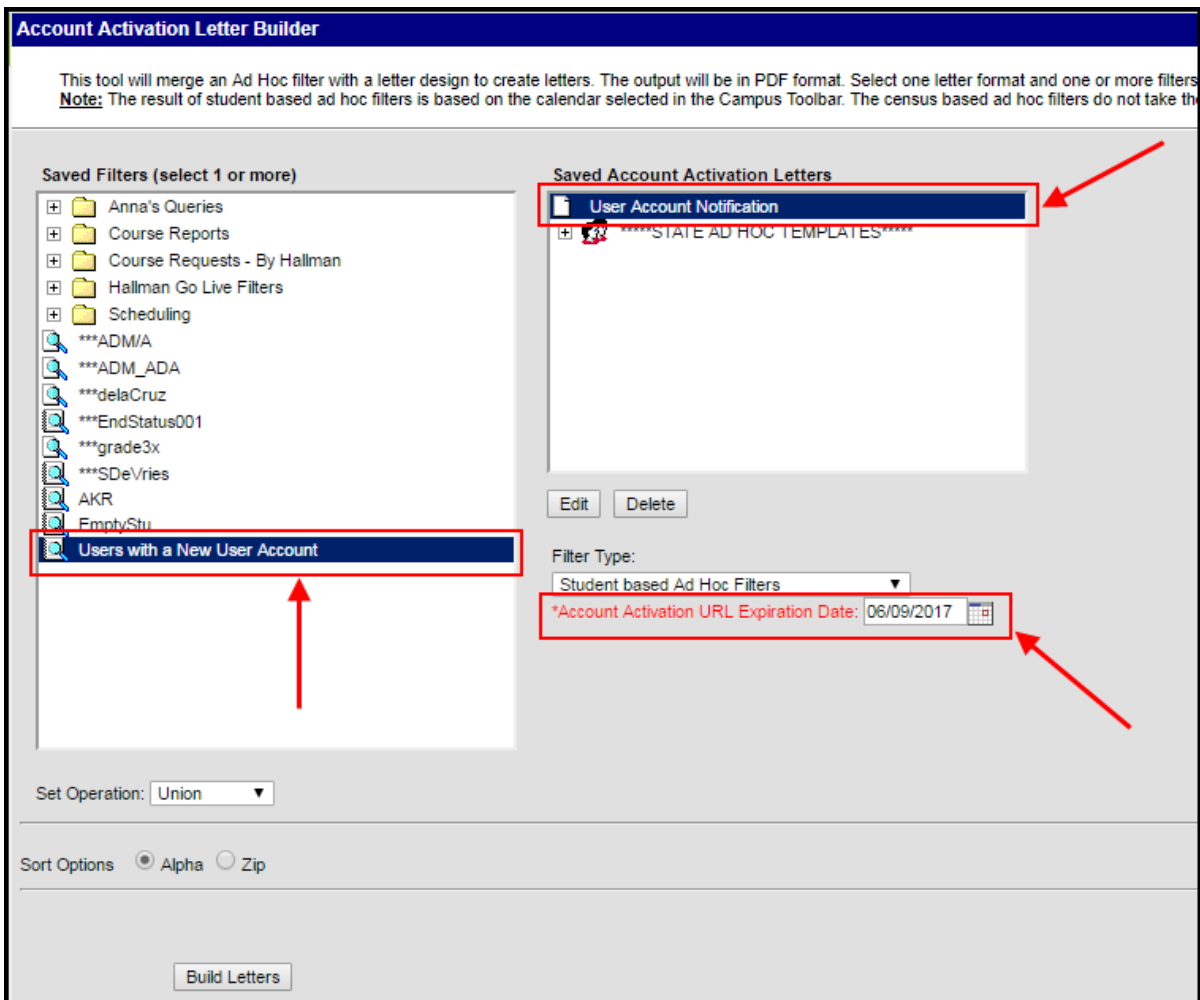 Account Activation Letter Builder
This tool will merge an Ad Hoc filter with a letter design to create letters. The output will be in PDF format. Select one letter format and one or more filters
Note: The result of student based ad hoc filters is based on the calendar selected in the Campus Toolbar. The census based ad hoc filters do not take
Saved Filters (select 1 or more)
Anna's Queries
Course Reports
Course Requests - By Hallman
Hallman Go Live Filters
Scheduling
***ADM/A
***ADM_ADA
***delaCruz
***EndStatus001
***grade3x
***SDeVries
AKR
EmptyStu
Users with a New User Account
Saved Account Activation Letters
User Account Notification
*****STATE AD HOC TEMPLATES*****
Edit Delete
Filter Type:
Student based Ad Hoc Filters
*Account Activation URL Expiration Date: 06/09/2017
Set Operation: Union
Sort Options Alpha Zip
Build Letters